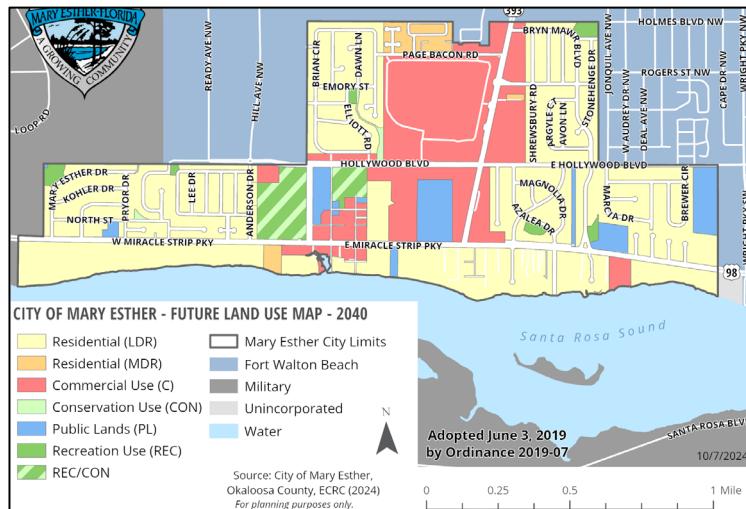 MARY ESTHER-FLORIDA
A GROWING COMMUNITY
393
HOLMES BLVD NW
BRYN MAWR BLVD
JONQUIL AVE NW
WRIGHT PKY NW
READY AVE NW
HILL AVE NW
BRIAN CIR
DAWN LN
PAGE BACON RD
ROGERS ST NW
CAPE DR NW
EMORY ST
ELLIOTT RD
SHREWSBURY RD
ARGYLE CT
AVON LN
STONEHENGE DR
W AUDREY DR NW
DEAL AVE NW
LOOP RD
HOLLYWOOD BLVD
E HOLLYWOOD BLVD
MARY ESTHER DR
KOHLER DR
PRYOR DR
LEE DR
ANDERSON DR
NORTH ST
MAGNOLIA DR
AZALEA DR
MARCIA DR
BREWER CIR
WRIGHT PKY
W MIRACLE STRIP PKY
E MIRACLE STRIP PKY
98
CITY OF MARY ESTHER - FUTURE LAND USE MAP - 2040
Residential (LDR)
Residential (MDR)
Commercial Use (C)
Conservation Use (CON)
Public Lands (PL)
Recreation Use (REC)
REC/CON
Mary Esther City Limits
Fort Walton Beach
Military
Unincorporated
Water
N
Source: City of Mary Esther,
Okaloosa County, ECRC (2024)
For planning purposes only.
Santa Rosa Sound
SANTA ROSA BLV
Adopted June 3, 2019
by Ordinance 2019-07
10/7/2024
0 0.25 0.5 1 Mile